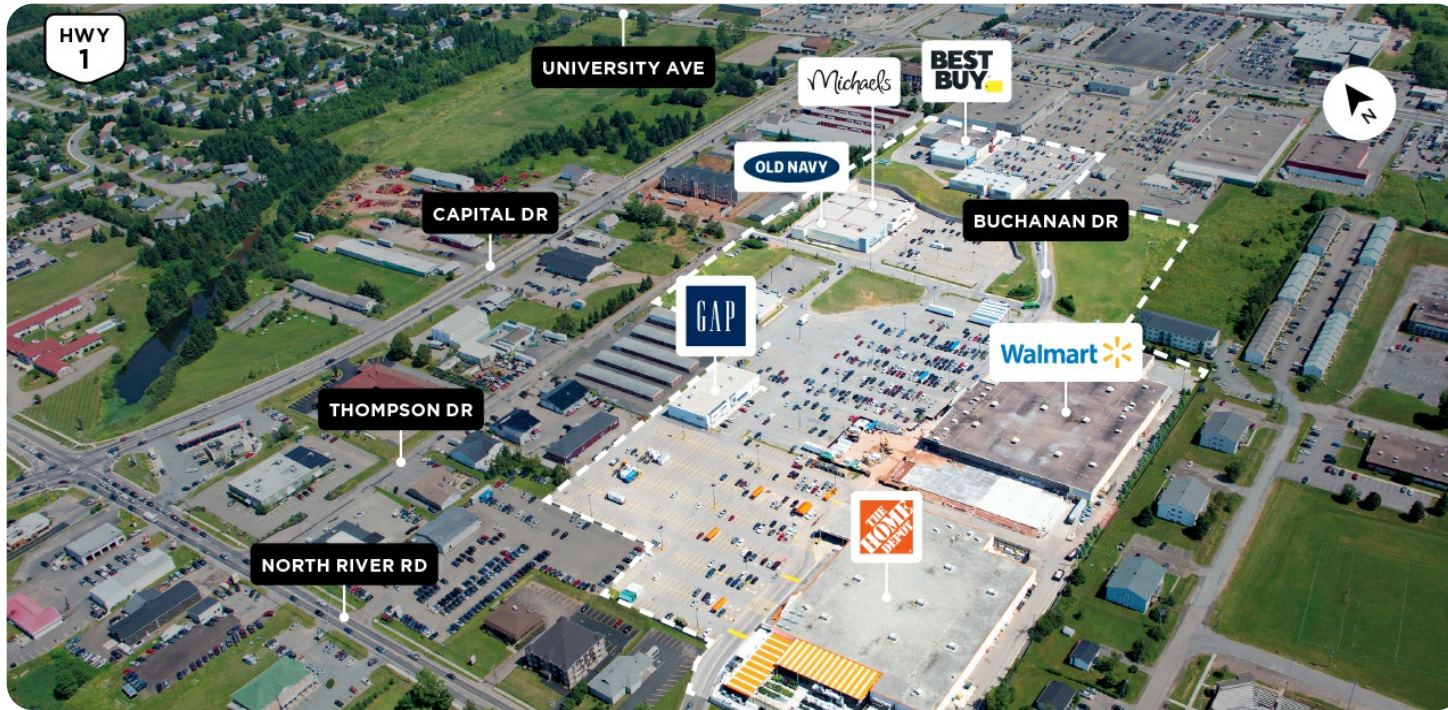 HWY
1
UNIVERSITY AVE
Michaels
BEST
BUY
OLD NAVY
CAPITAL DR
BUCHANAN DR
GAP
Walmart
THOMPSON DR
THE
HOME
DEPOT
NORTH RIVER RD
N